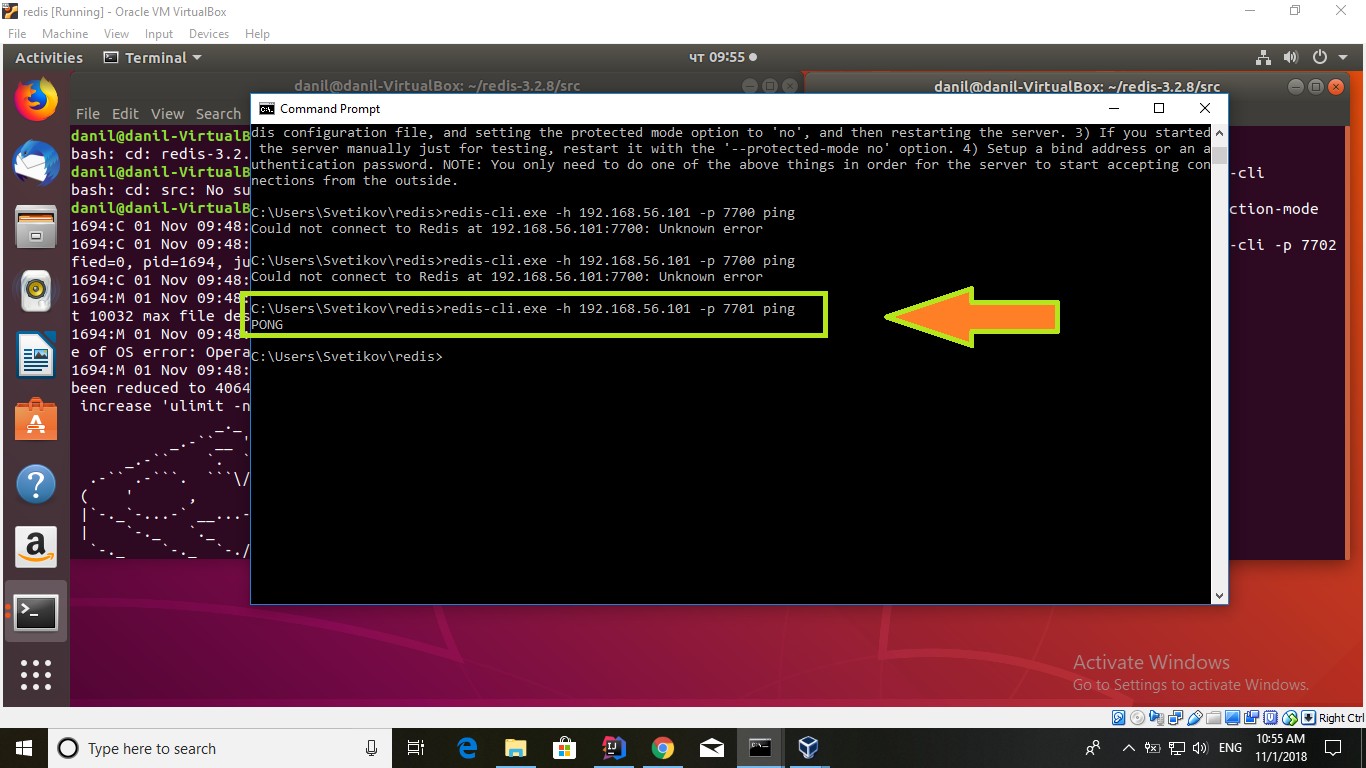 redis [Running] - Oracle VM VirtualBox
File Machine View Input Devices Help
Activities Terminal чт 09:55
danil@danil-VirtualBox: ~/redis-3.2.8/src
danil@danil-VirtualBox: ~/redis-3.2.8/src
File Edit View Search
danil@danil-VirtualB
bash: cd: redis-3.2.
danil@danil-VirtualB
bash: cd: src: No su
danil@danil-VirtualB
1694:C 01 Nov 09:48:
fied=0, pid=1694, ju
1694:C 01 Nov 09:48:
1694:M 01 Nov 09:48:
t 10032 max file des
1694:M 01 Nov 09:48:
e of OS error: Opera
1694:M 01 Nov 09:48:
been reduced to 4064
increase 'ulimit -n
Command Prompt
dis configuration file, and setting the protected mode option to 'no', and then restarting the server. 3) If you started
the server manually just for testing, restart it with the '--protected-mode no' option. 4) Setup a bind address or an a
uthentication password. NOTE: You only need to do one of the above things in order for the server to start accepting con
nections from the outside.
C:\Users\Svetikov\redis>redis-cli.exe -h 192.168.56.101 -p 7700 ping
Could not connect to Redis at 192.168.56.101:7700: Unknown error
C:\Users\Svetikov\redis>redis-cli.exe -h 192.168.56.101 -p 7700 ping
Could not connect to Redis at 192.168.56.101:7700: Unknown error
C:\Users\Svetikov\redis>redis-cli.exe -h 192.168.56.101 -p 7701 ping
PONG
C:\Users\Svetikov\redis>
-cli
ction-mode
-cli -p 7702
Activate Windows
Go to Settings to activate Windows.
Right Ctrl
Type here to search
ENG
10:55 AM
11/1/2018